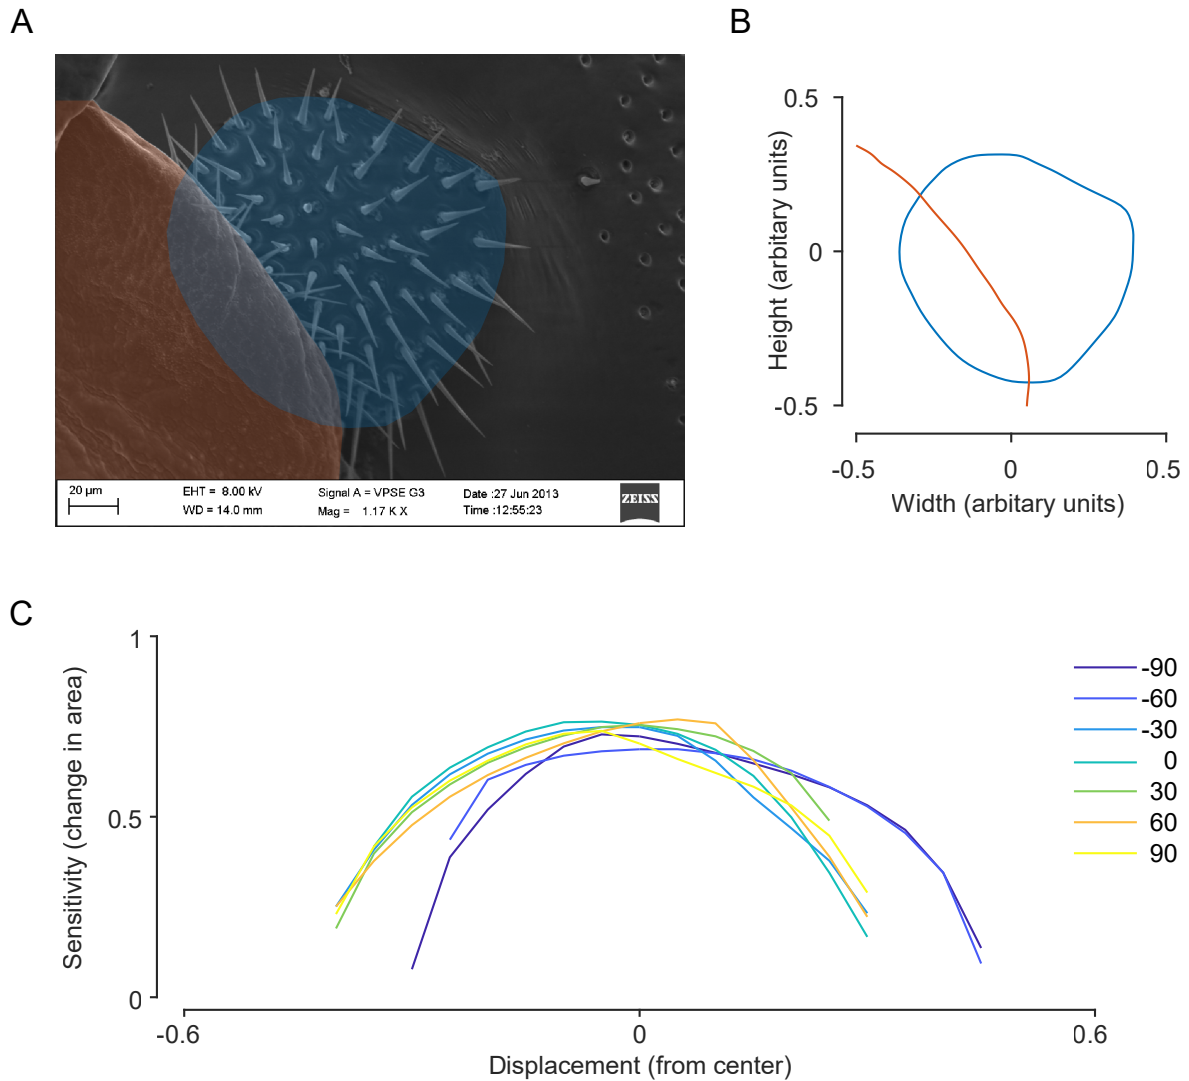 A
20 µm
EHT = 8.00 kV
WD = 14.0 mm
Signal A = VPSE G3
Mag = 1.17 K X
Date :27 Jun 2013
Time :12:55:23
ZEISS
B
0.5
0
-0.5
Height (arbitary units)
-0.5
0
0.5
Width (arbitary units)
C
1
0.5
0
Sensitivity (change in area)
-0.6
0
0.6
Displacement (from center)
-90
-60
-30
0
30
60
90